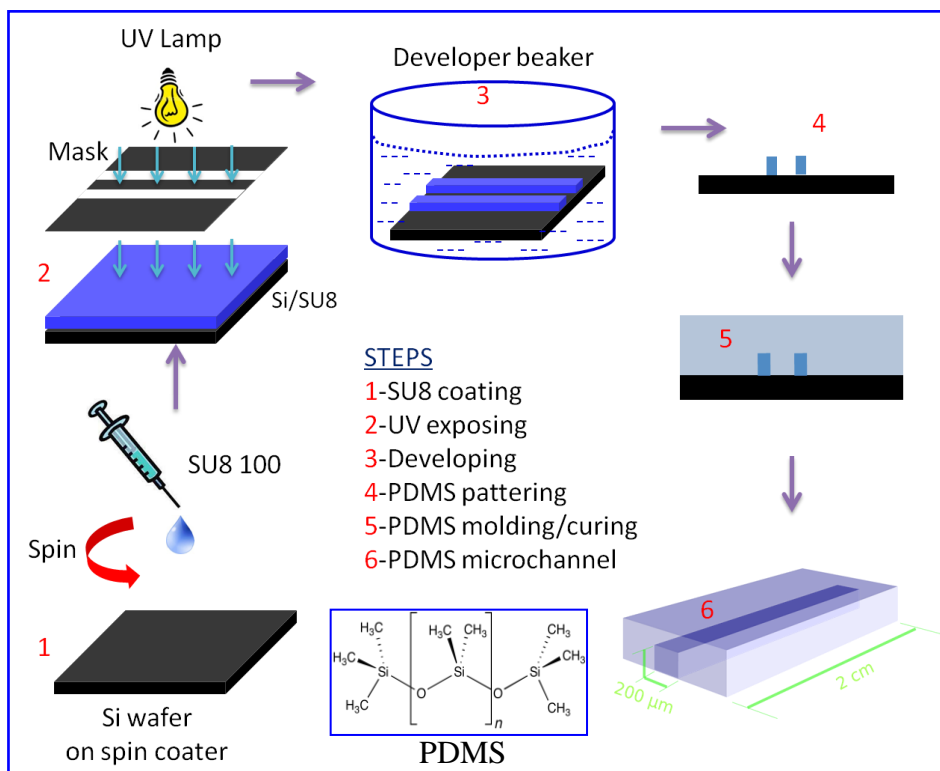 UV Lamp
Mask
2
Si/SU8
SU8 100
Spin
1
Si wafer
on spin coater
Developer beaker
3
4
5
STEPS
1-SU8 coating
2-UV exposing
3-Developing
4-PDMS pattering
5-PDMS molding/curing
6-PDMS microchannel
6
200 µm
2 cm
H₃C
H₃C
H₃C
Si
O
H₃C
CH₃
Si
n
O
Si
CH₃
CH₃
CH₃
PDMS